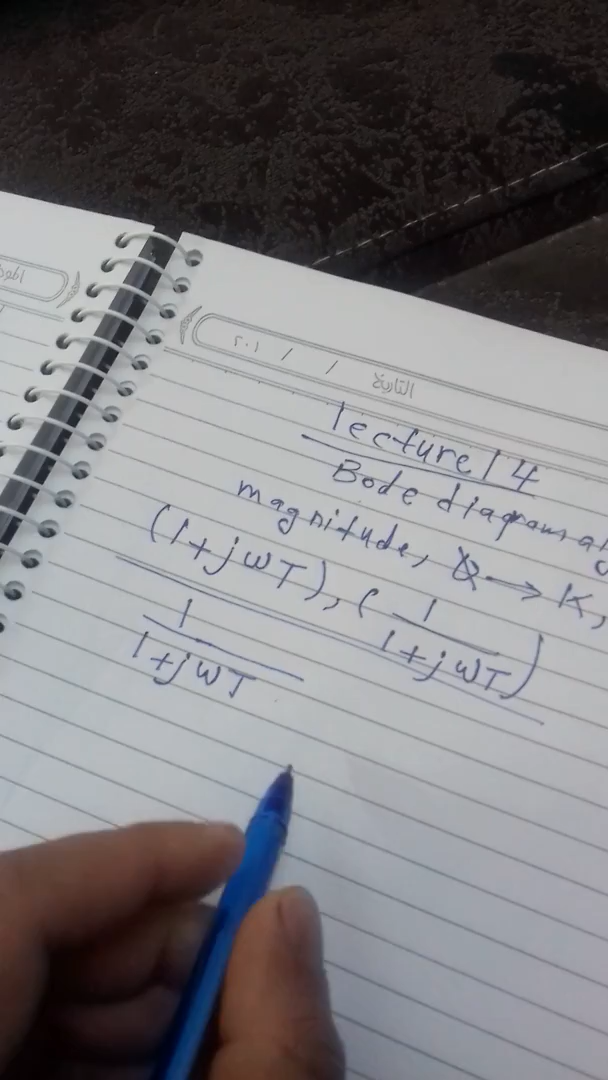 التاريخ / / ٢٠١
lecture 14
Bode diagram
magnitude, → K,
(1+jωT), (1/(1+jωT))
1/(1+jωT)